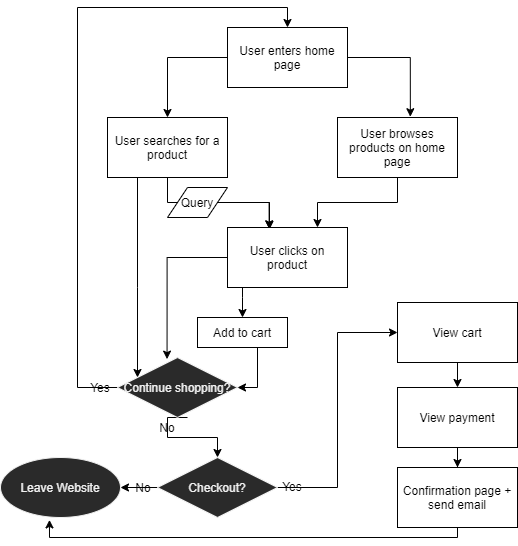 User enters home
page
User searches for a
product
User browses
products on home
page
Query
User clicks on
product
Add to cart
View cart
Yes
Continue shopping?
View payment
No
Leave Website
No
Checkout?
Yes
Confirmation page +
send email